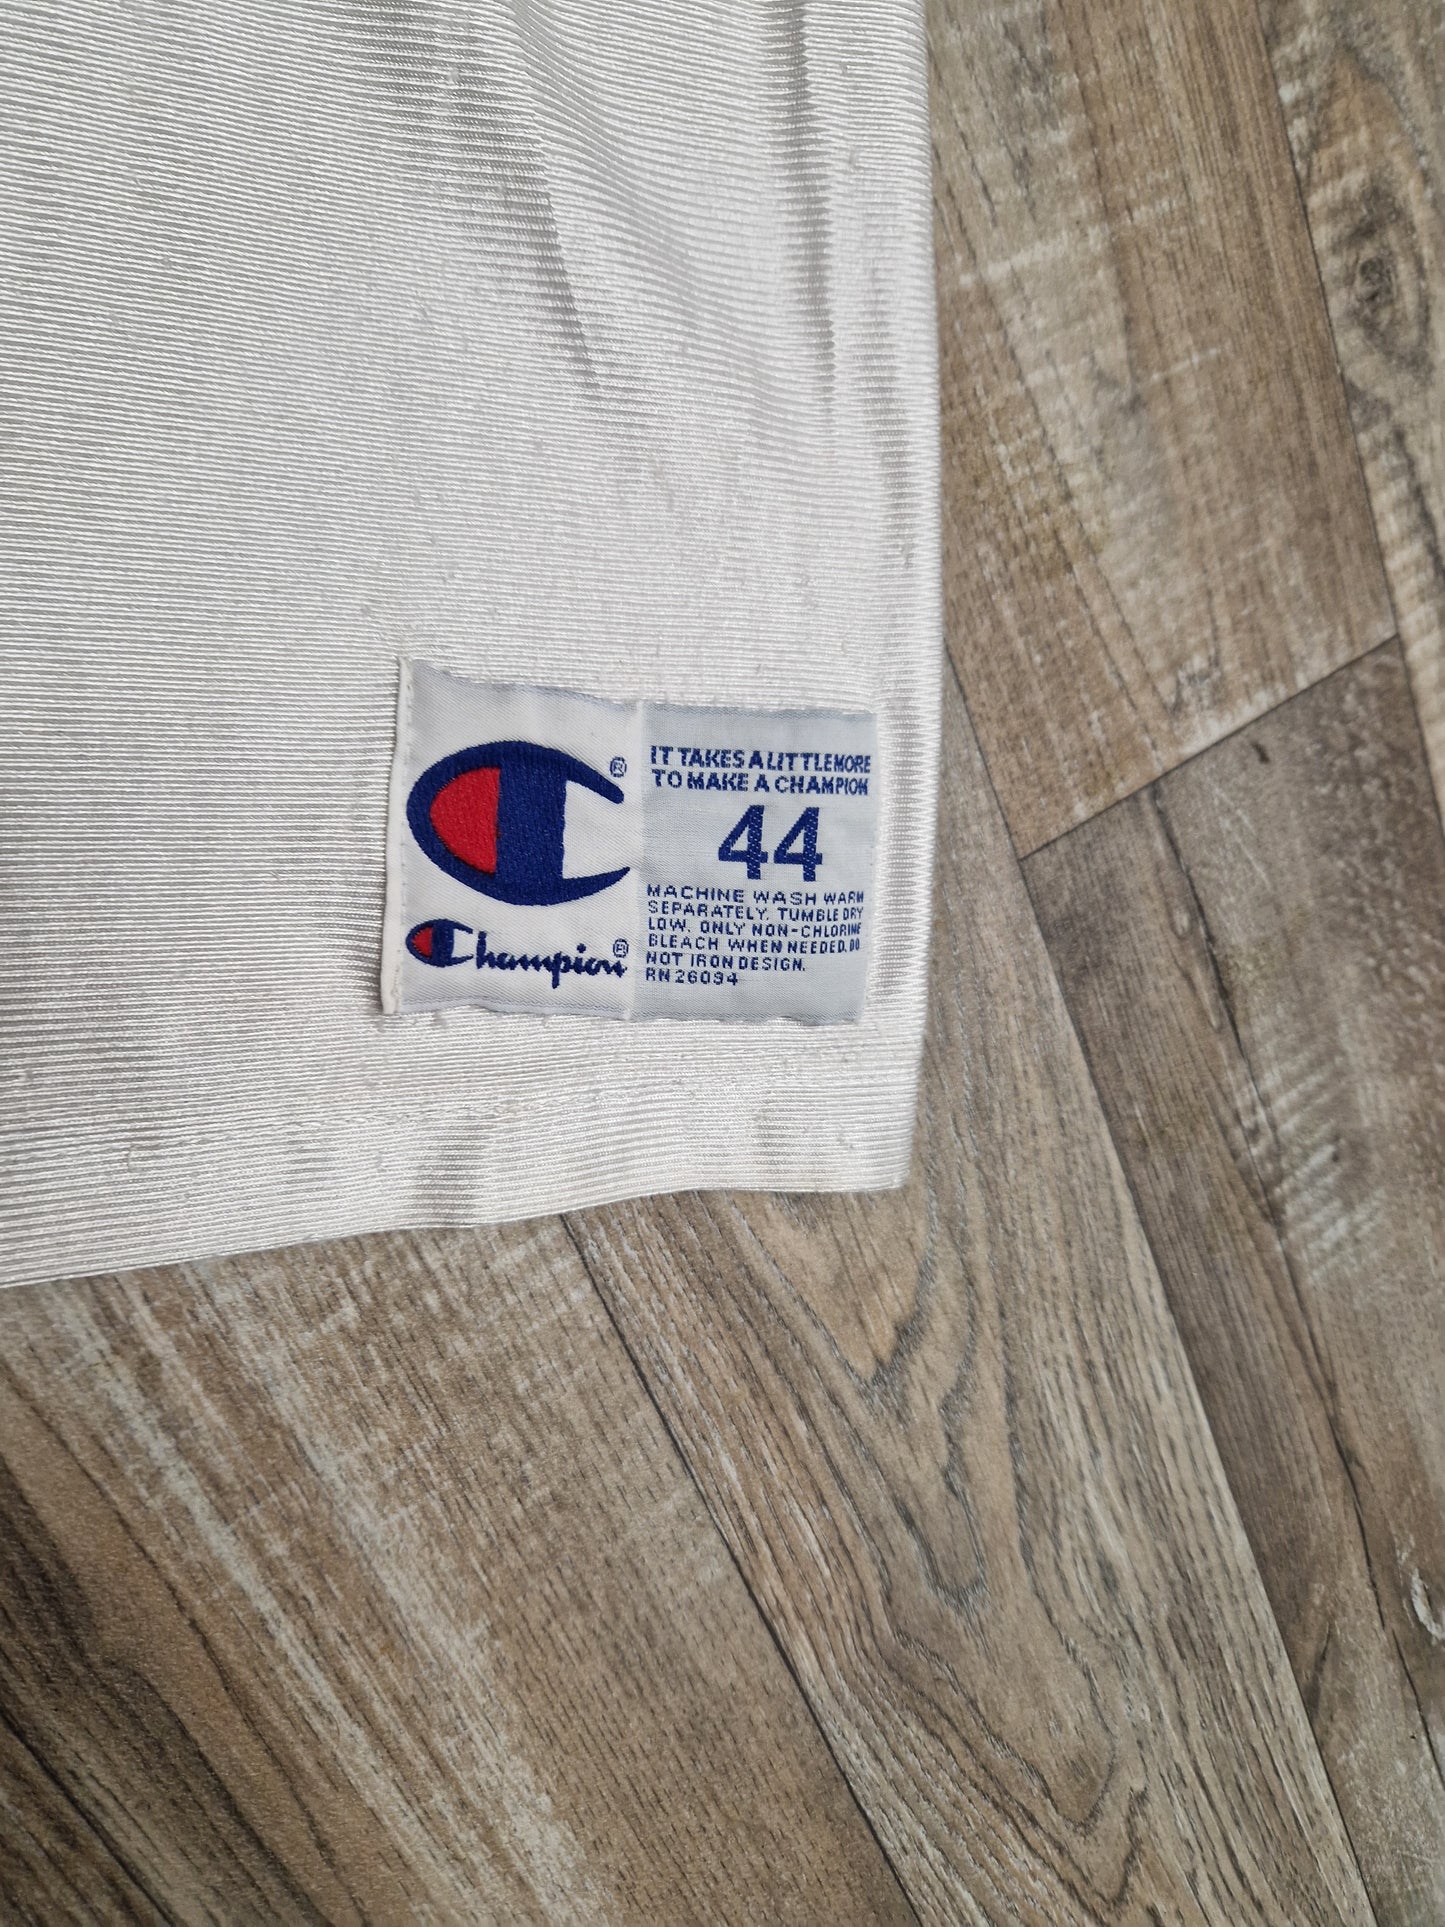 ®
Champion®
IT TAKES A LITTLE MORE
TO MAKE A CHAMPION
44
MACHINE WASH WARM
SEPARATELY. TUMBLE DRY
LOW. ONLY NON-CHLORINE
BLEACH WHEN NEEDED. DO
NOT IRON DESIGN.
RN 26094